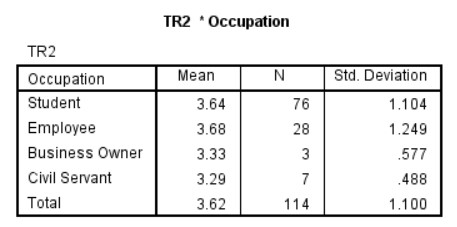 TR2 * Occupation
TR2
Occupation Mean N Std. Deviation
Student 3.64 76 1.104
Employee 3.68 28 1.249
Business Owner 3.33 3 .577
Civil Servant 3.29 7 .488
Total 3.62 114 1.100